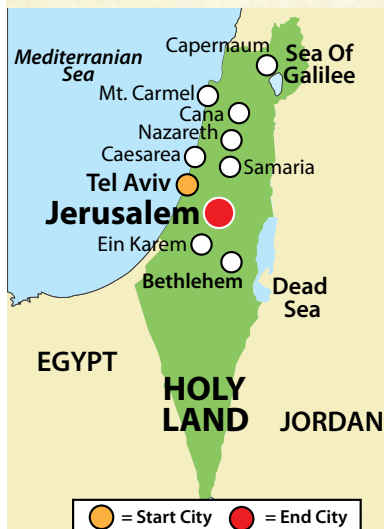 Capernaum
Mediterranian
Sea
Sea Of
Galilee
Mt. Carmel
Cana
Nazareth
Caesarea
Samaria
Tel Aviv
Jerusalem
Ein Karem
Bethlehem
Dead
Sea
EGYPT
HOLY
LAND
JORDAN
= Start City
= End City